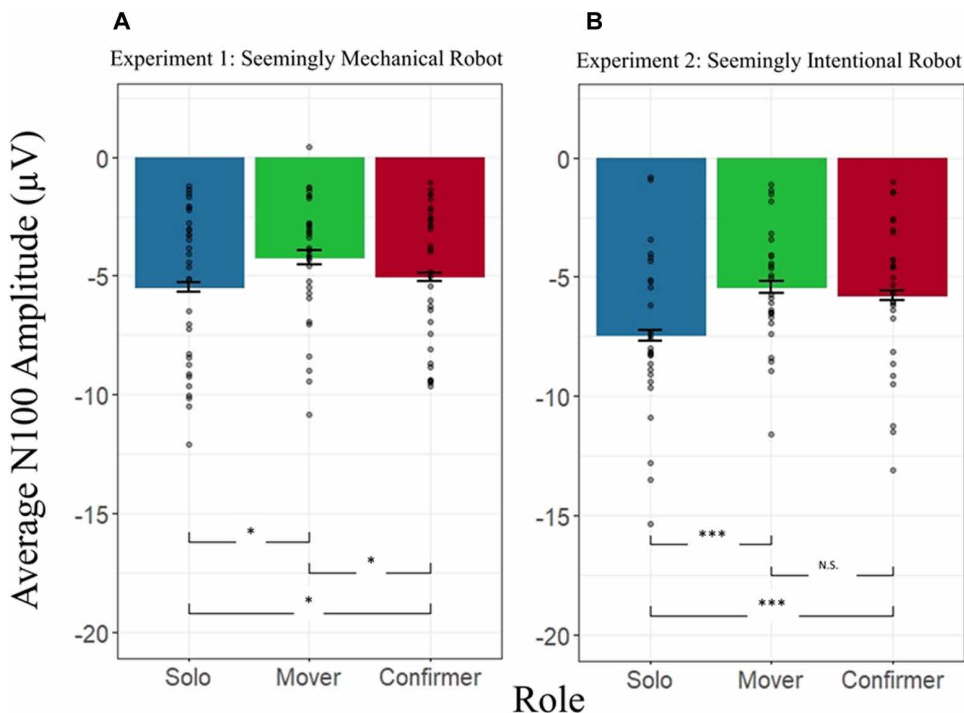 A
B
Experiment 1: Seemingly Mechanical Robot
Experiment 2: Seemingly Intentional Robot
Average N100 Amplitude (µV)
0
-5
-10
-15
-20
*
*
*
Solo
Mover
Confirmer
0
-5
-10
-15
-20
***
N.S.
***
Solo
Mover
Confirmer
Role